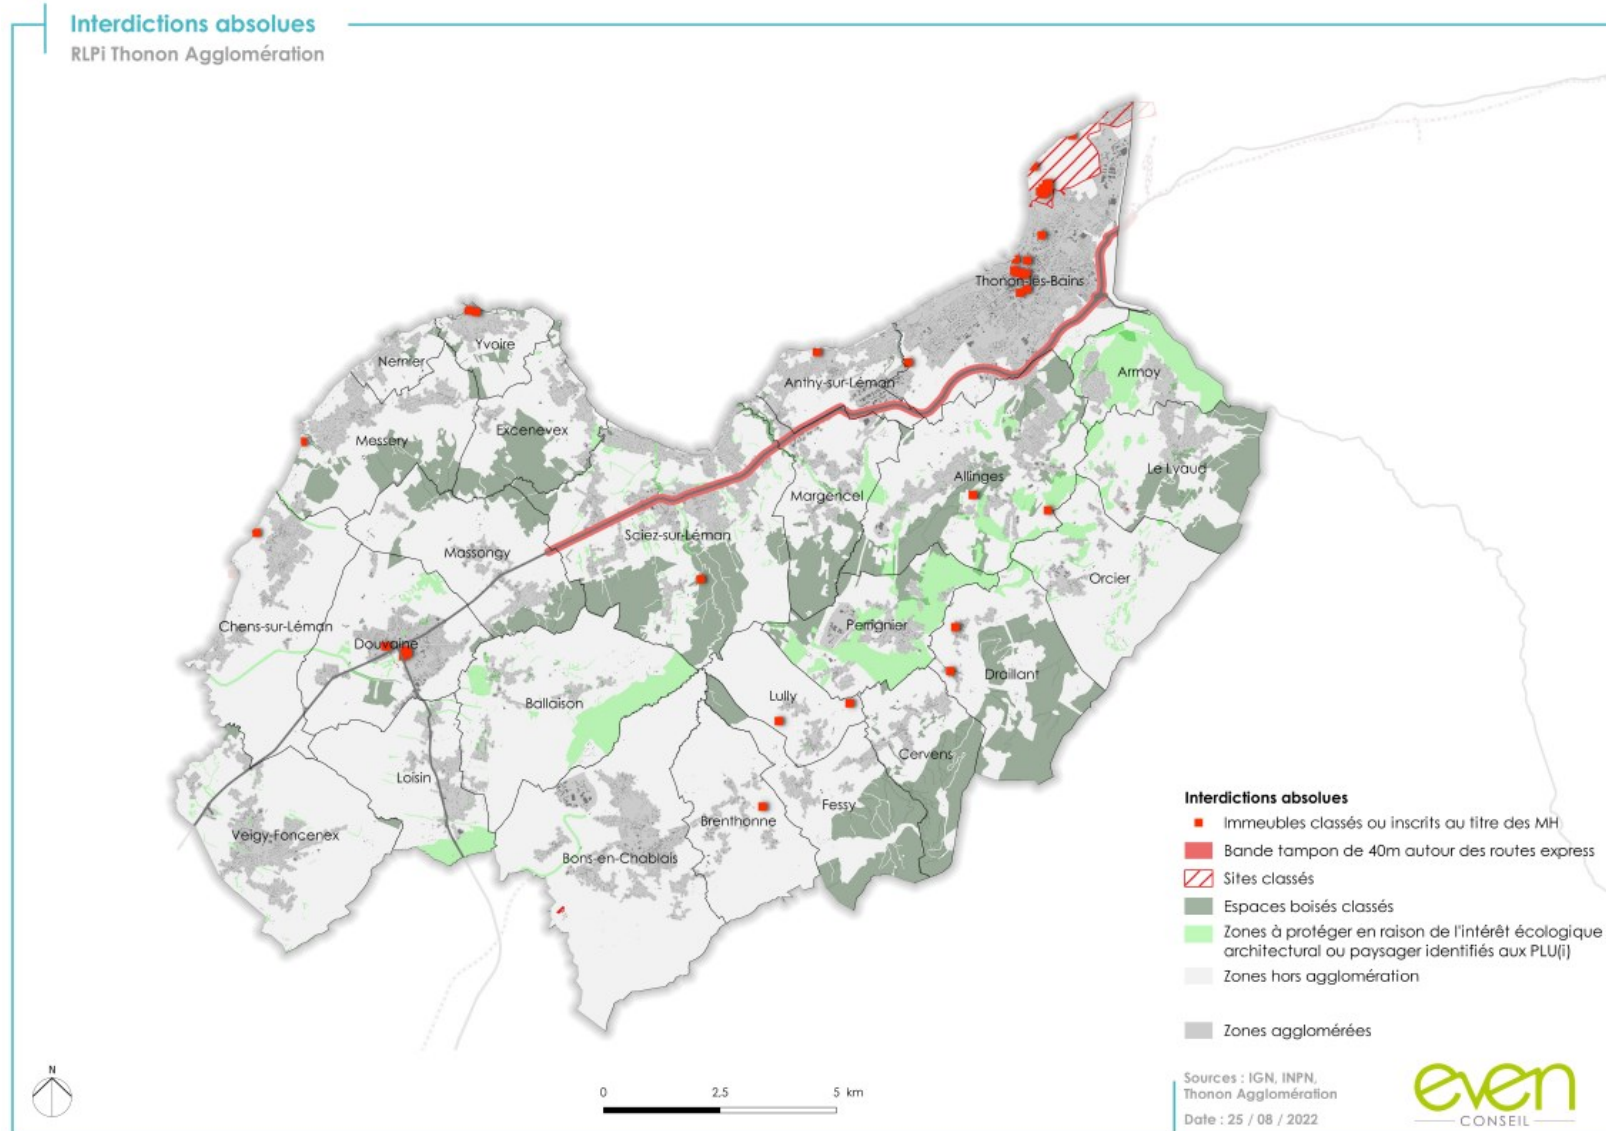 Interdictions absolues
RLPi Thonon Agglomération
Thonon-les-Bains
Yvoire
Nernier
Armoy
Anthy-sur-Léman
Excenevex
Messery
Le Lyaud
Allinges
Margencel
Sciez-sur-Léman
Massongy
Orcier
Chens-sur-Léman
Perrignier
Douvaine
Draillant
Lully
Ballaison
Cervens
Loisin
Fessy
Brenthonne
Veigy-Foncenex
Bons-en-Chablais
Interdictions absolues
Immeubles classés ou inscrits au titre des MH
Bande tampon de 40m autour des routes express
Sites classés
Espaces boisés classés
Zones à protéger en raison de l'intérêt écologique
architectural ou paysager identifiés aux PLU(i)
Zones hors agglomération
Zones agglomérées
N
0 2,5 5 km
Sources : IGN, INPN,
Thonon Agglomération
Date : 25 / 08 / 2022
even
CONSEIL